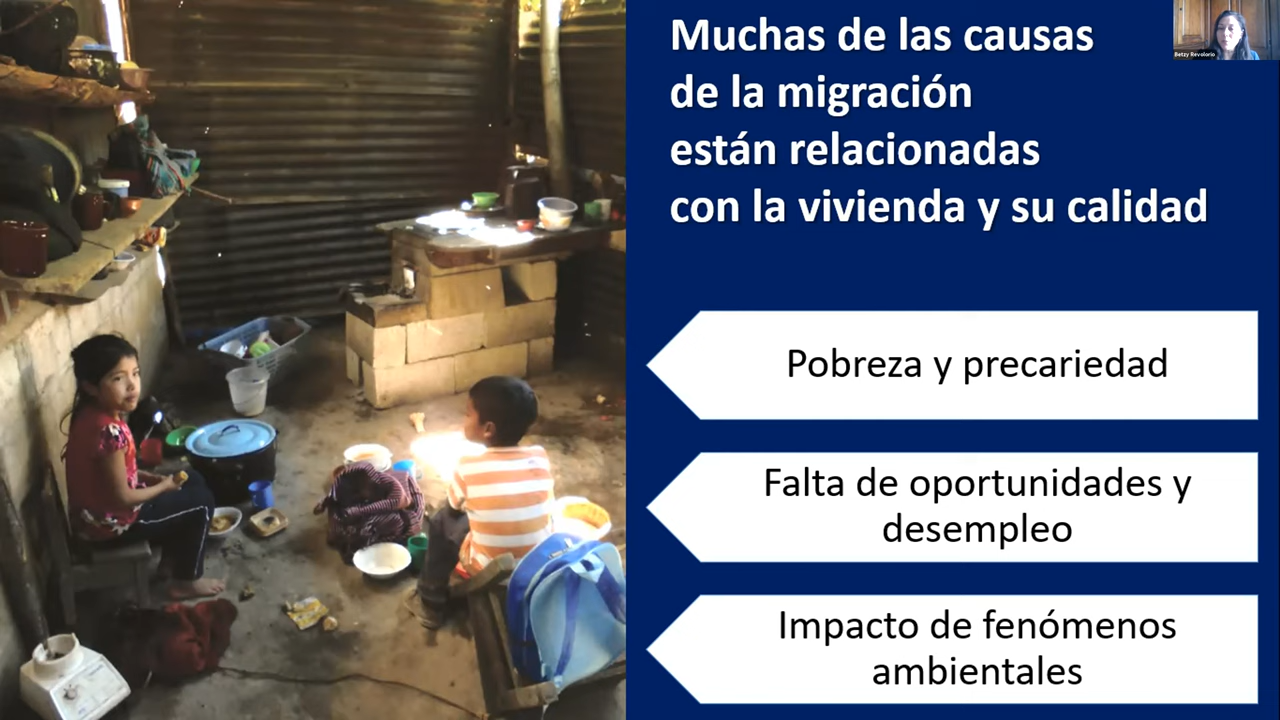 Muchas de las causas
de la migración
están relacionadas
con la vivienda y su calidad
Betzy Revolorio
Pobreza y precariedad
Falta de oportunidades y
desempleo
Impacto de fenómenos
ambientales